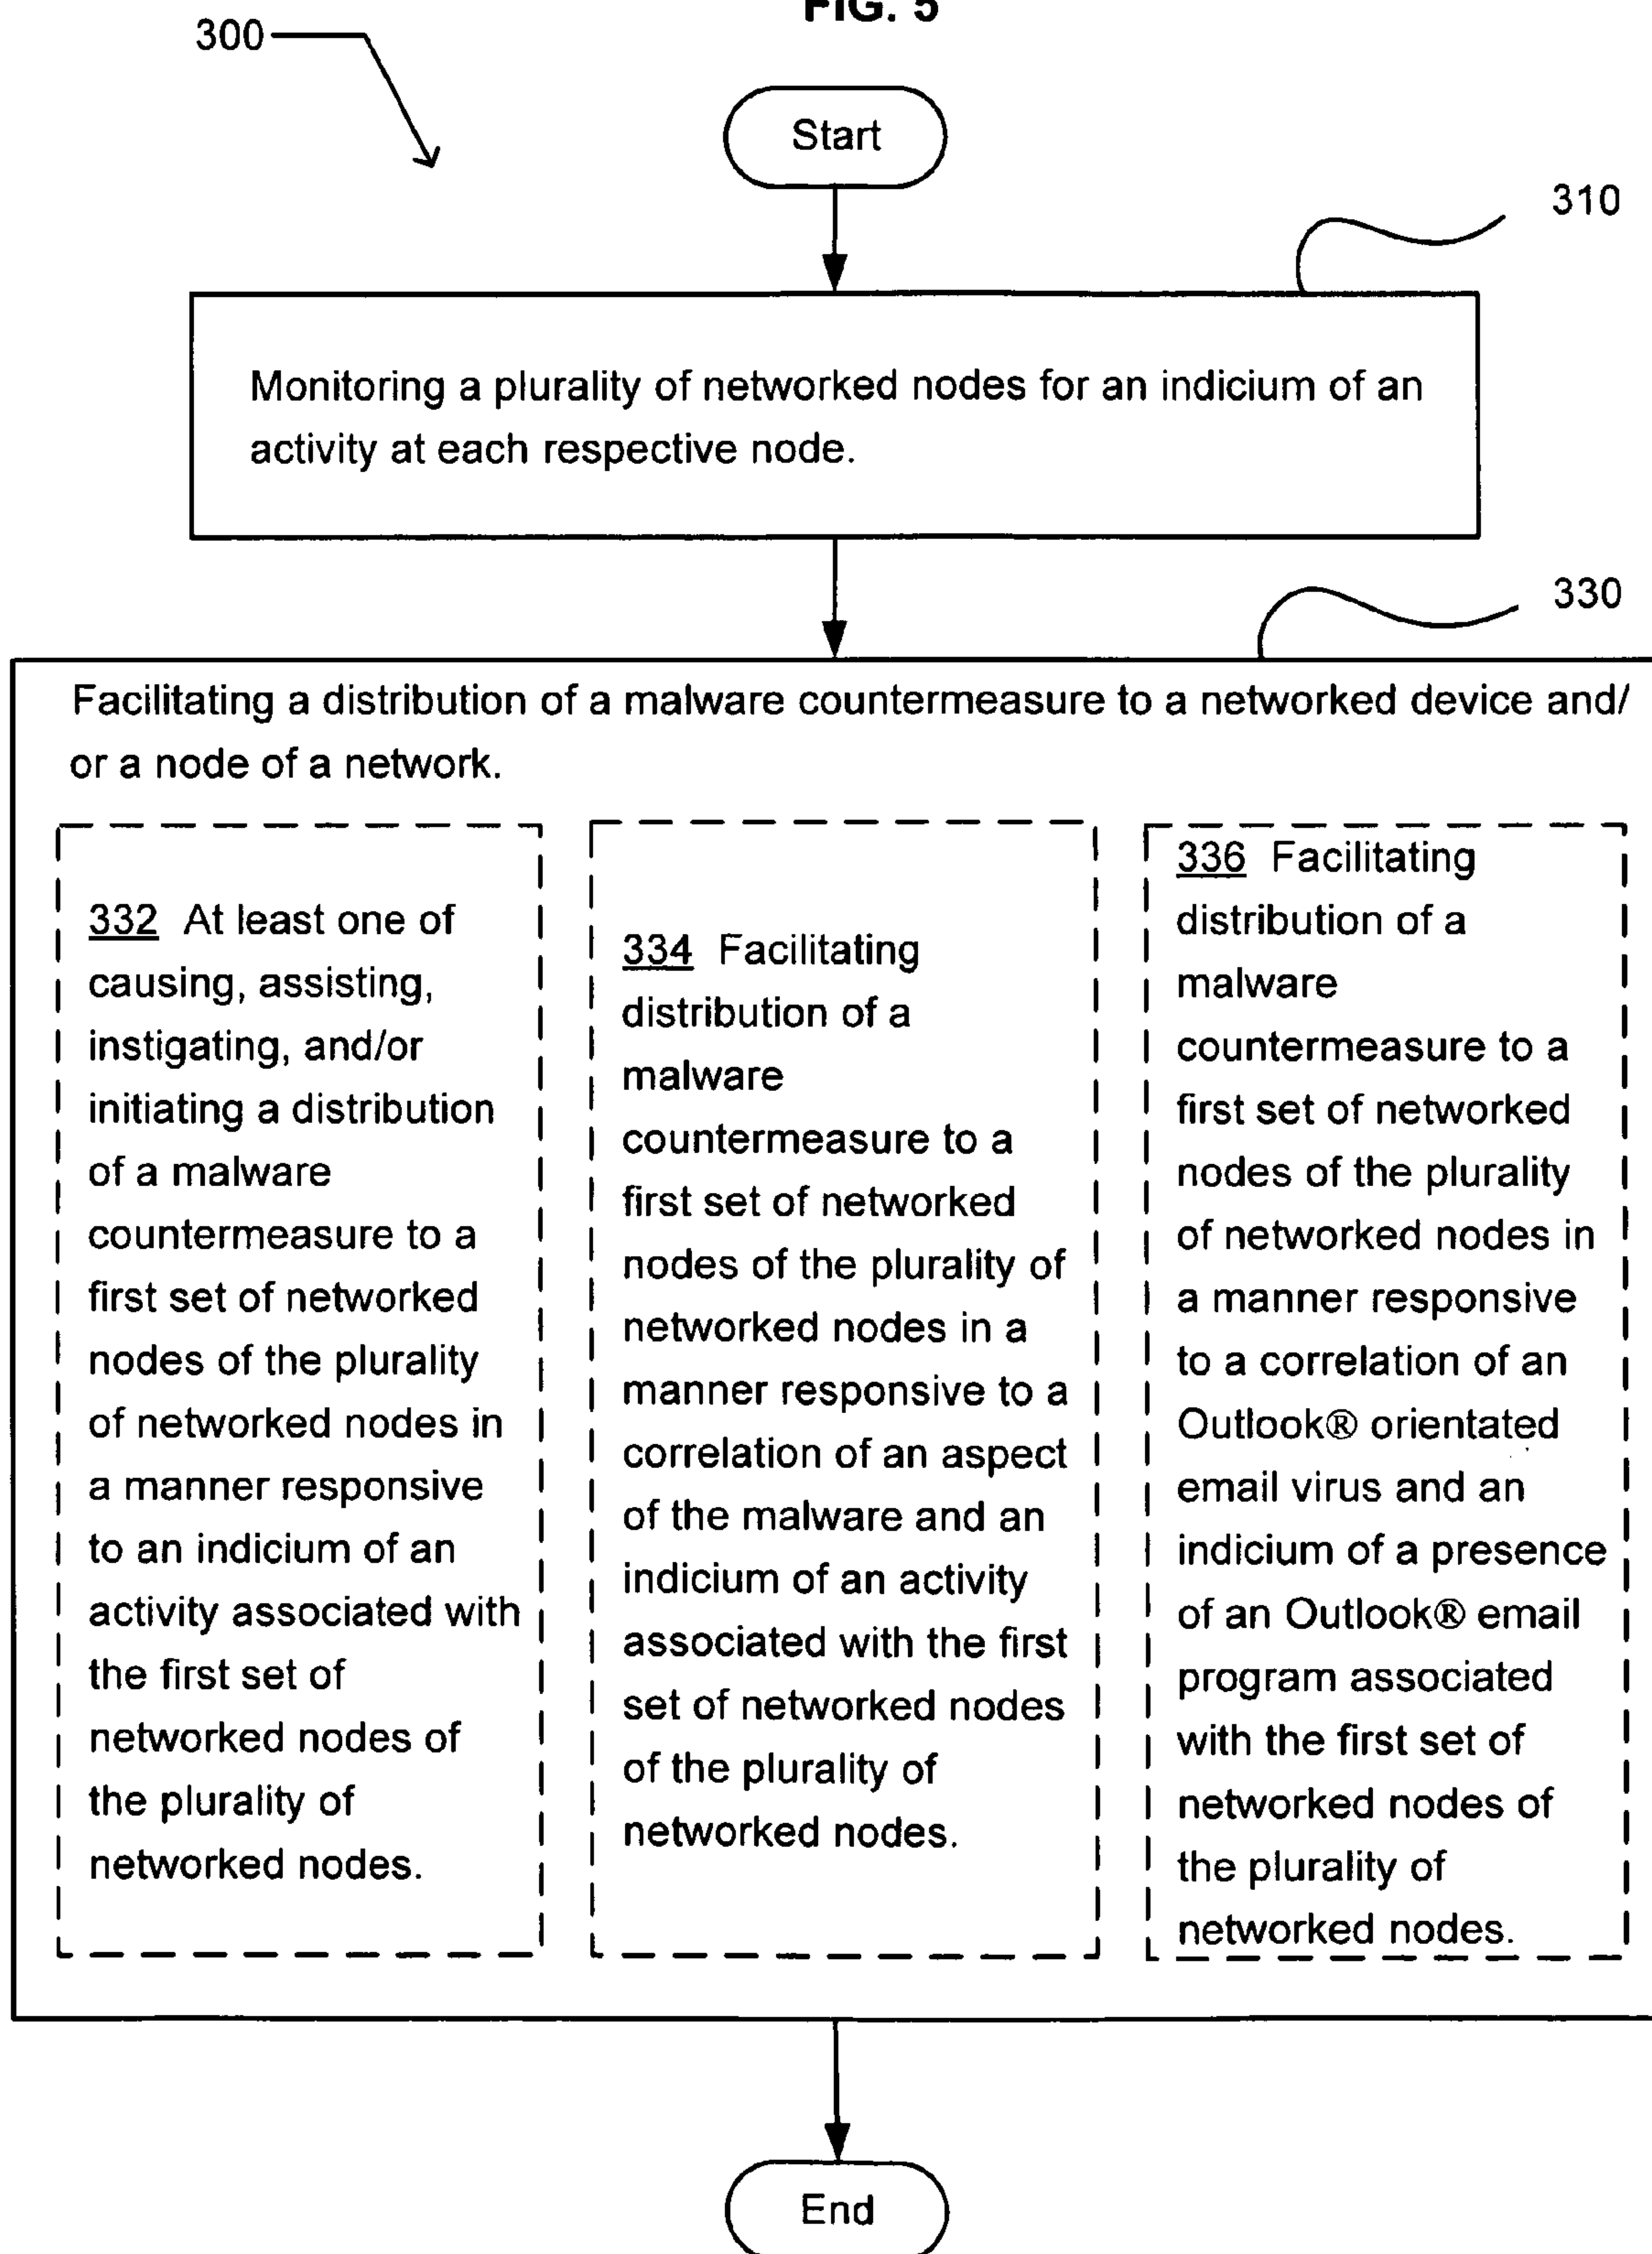 FIG. 5
300
Start
310
Monitoring a plurality of networked nodes for an indicium of an
activity at each respective node.
330
Facilitating a distribution of a malware countermeasure to a networked device and/
or a node of a network.
332 At least one of
causing, assisting,
instigating, and/or
initiating a distribution
of a malware
countermeasure to a
first set of networked
nodes of the plurality
of networked nodes in
a manner responsive
to an indicium of an
activity associated with
the first set of
networked nodes of
the plurality of
networked nodes.
334 Facilitating
distribution of a
malware
countermeasure to a
first set of networked
nodes of the plurality of
networked nodes in a
manner responsive to a
correlation of an aspect
of the malware and an
indicium of an activity
associated with the first
set of networked nodes
of the plurality of
networked nodes.
336 Facilitating
distribution of a
malware
countermeasure to a
first set of networked
nodes of the plurality
of networked nodes in
a manner responsive
to a correlation of an
Outlook® orientated
email virus and an
indicium of a presence
of an Outlook® email
program associated
with the first set of
networked nodes of
the plurality of
networked nodes.
End